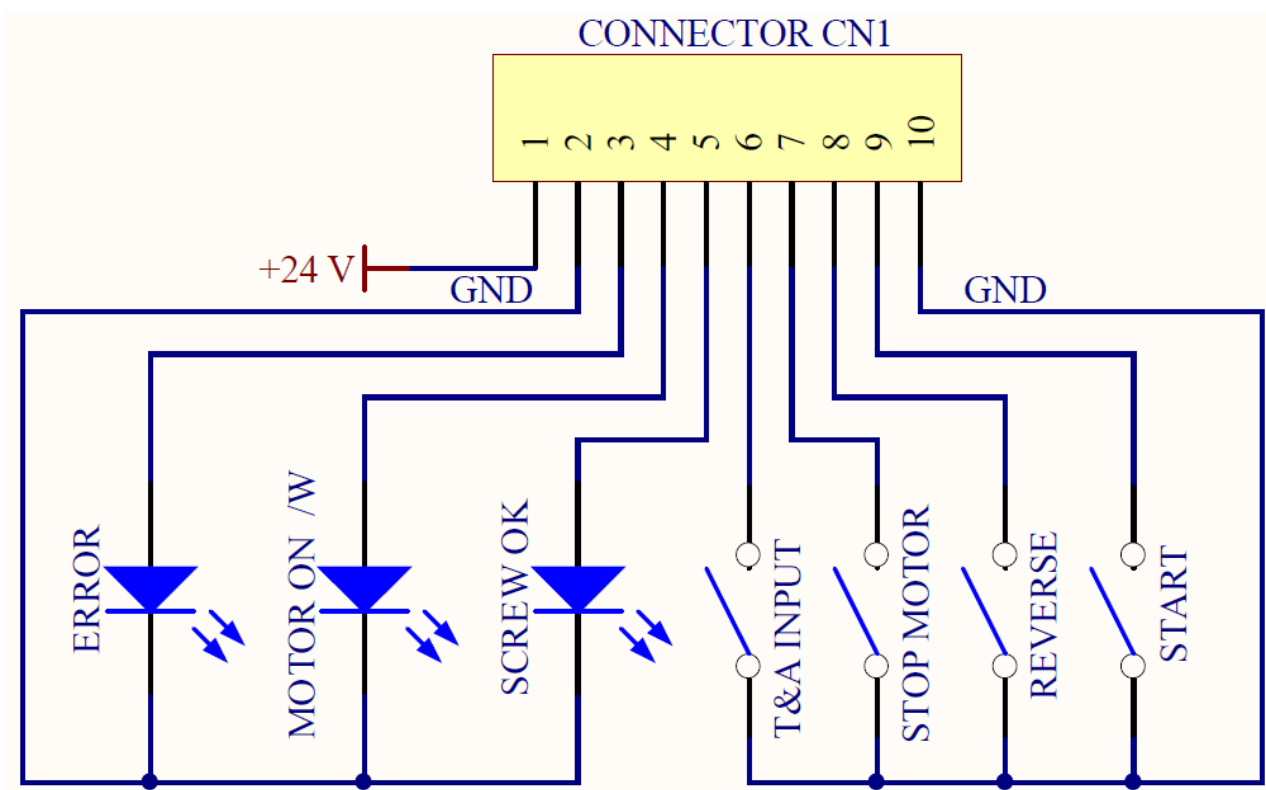 CONNECTOR CN1
1 2 3 4 5 6 7 8 9 10
+24 V
GND
GND
ERROR
MOTOR ON /W
SCREW OK
T&A INPUT
STOP MOTOR
REVERSE
START